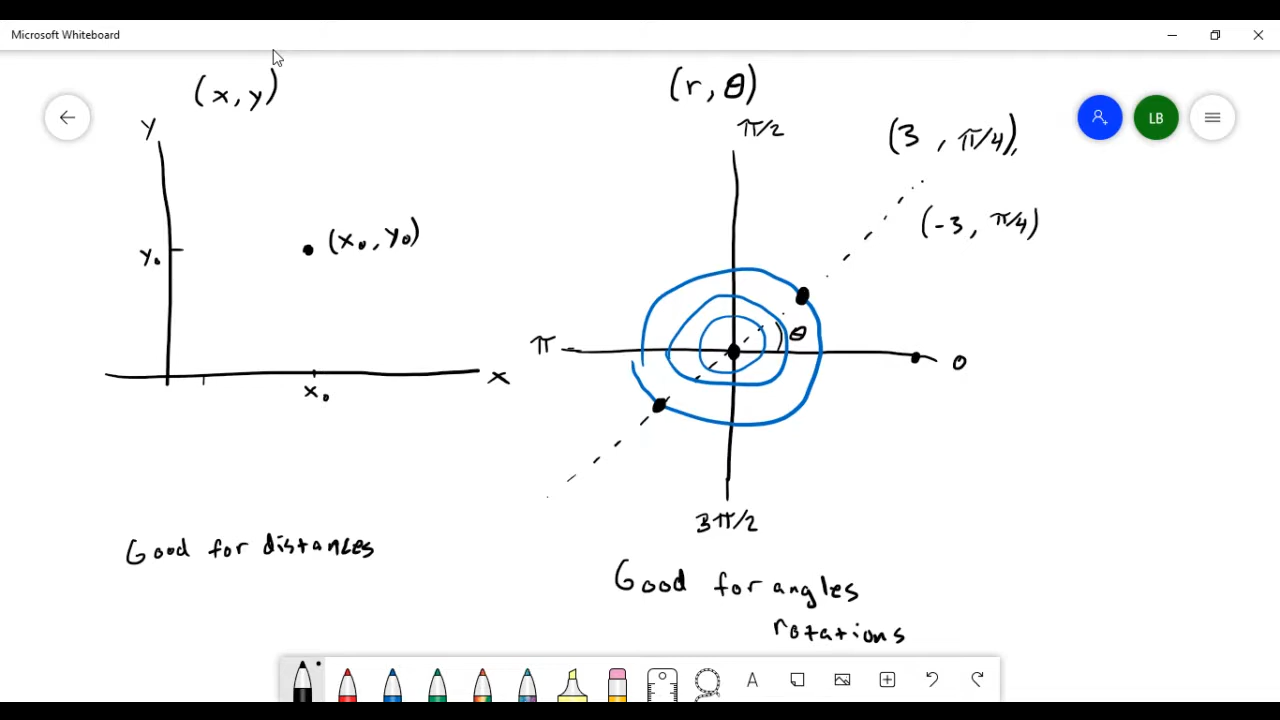 Microsoft Whiteboard
(x, y)
(r, θ)
LB
y
π/2
(3, π/4),
(x₀, y₀)
(-3, π/4)
y₀
θ
π
0
x
x₀
3π/2
Good for distances
Good for angles
rotations
A